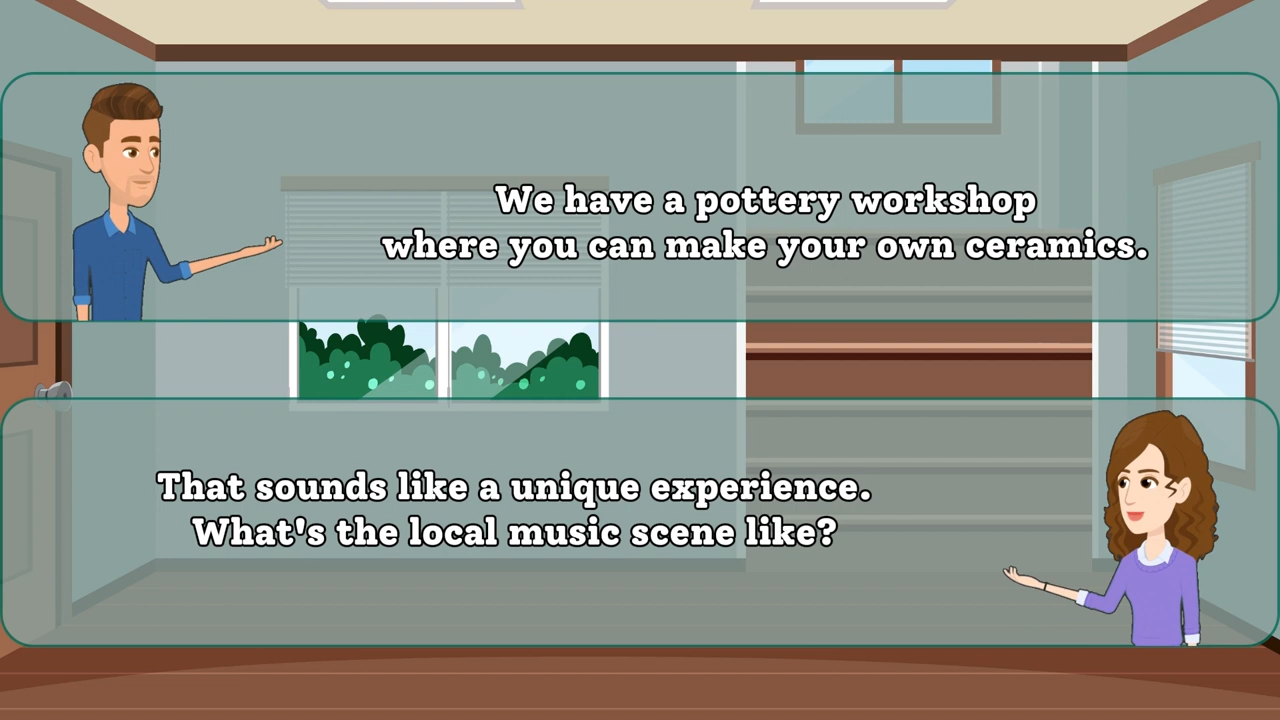 We have a pottery workshop
where you can make your own ceramics.
That sounds like a unique experience.
What's the local music scene like?